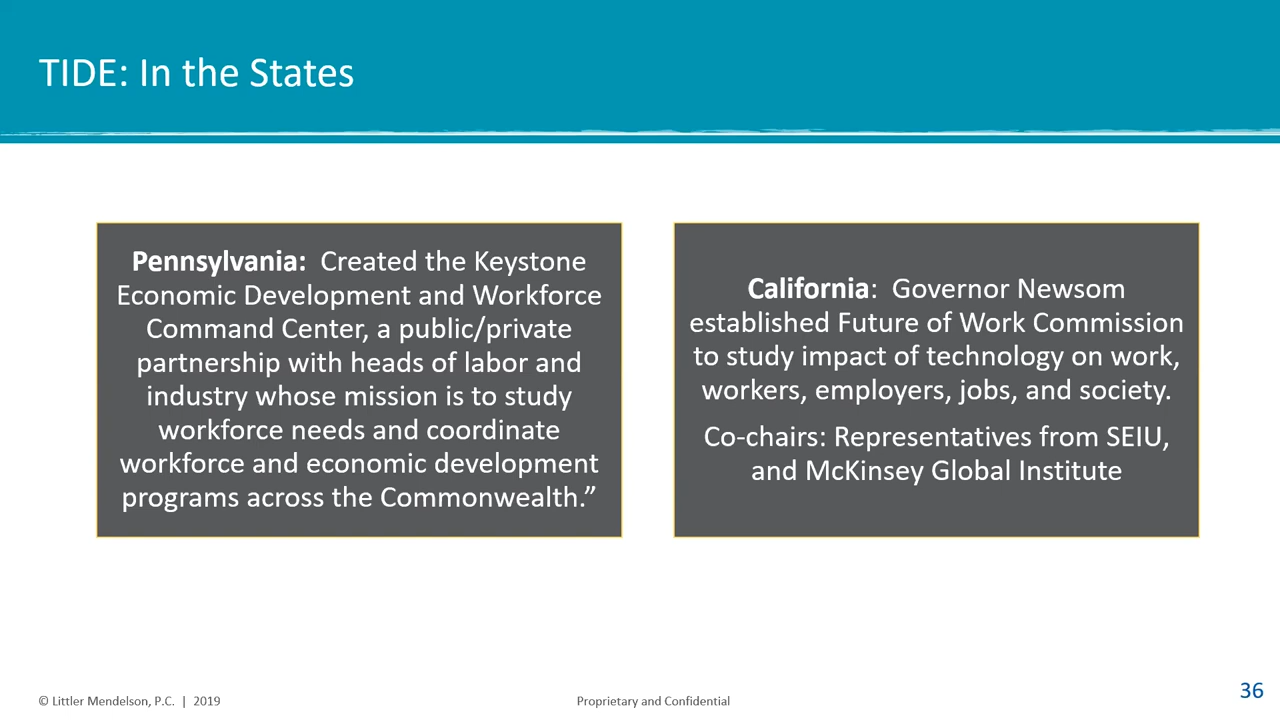 TIDE: In the States
Pennsylvania:  Created the Keystone
Economic Development and Workforce
Command Center, a public/private
partnership with heads of labor and
industry whose mission is to study
workforce needs and coordinate
workforce and economic development
programs across the Commonwealth.”
California:  Governor Newsom
established Future of Work Commission
to study impact of technology on work,
workers, employers, jobs, and society.
Co-chairs: Representatives from SEIU,
and McKinsey Global Institute
© Littler Mendelson, P.C.  |  2019
Proprietary and Confidential
36